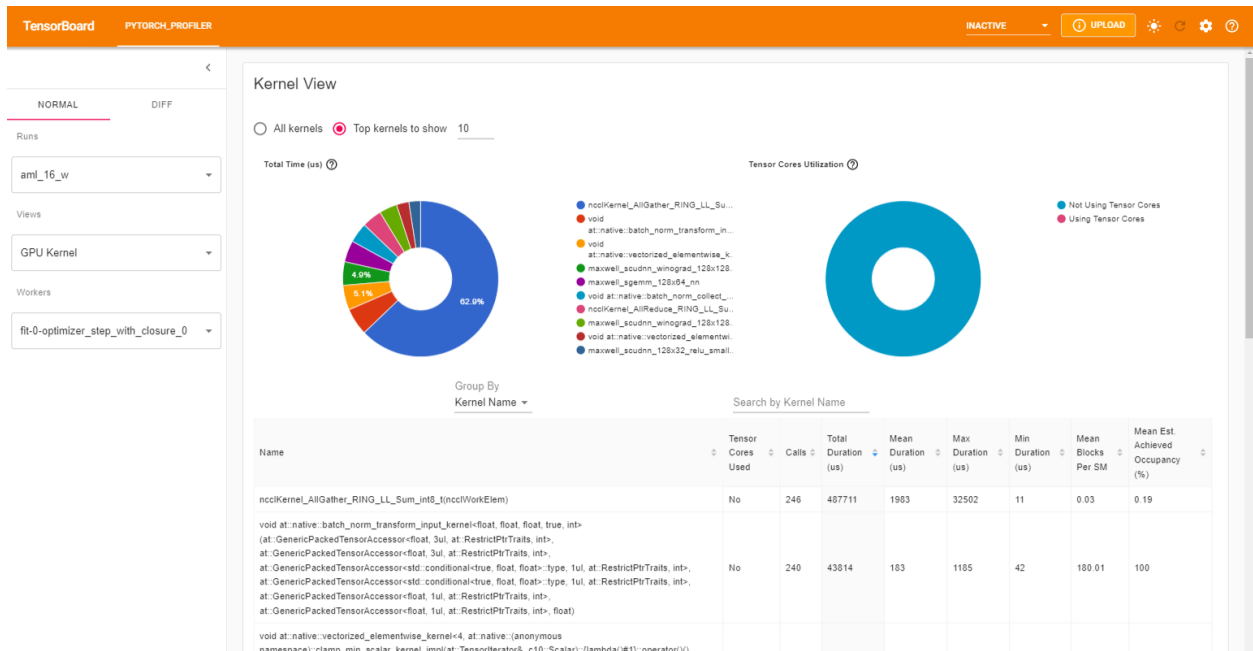 TensorBoard
PYTORCH_PROFILER
INACTIVE
UPLOAD
NORMAL
DIFF
Runs
aml_16_w
Views
GPU Kernel
Workers
fit-0-optimizer_step_with_closure_0
Kernel View
All kernels
Top kernels to show 10
Total Time (us)
62.9%
5.1%
4.9%
ncclKernel_AllGather_RING_LL_Su...
void
at::native::batch_norm_transform_in...
void
at::native::vectorized_elementwise_k.
maxwell_scudnn_winograd_128x128.
maxwell_sgemm_128x64_nn
void at::native::batch_norm_collect_...
ncclKernel_AllReduce_RING_LL_Su..
maxwell_scudnn_winograd_128x128.
void at::native::vectorized_elementwi.
maxwell_scudnn_128x32_relu_small.
Tensor Cores Utilization
Not Using Tensor Cores
Using Tensor Cores
Group By
Kernel Name
Search by Kernel Name
Name
Tensor
Cores
Used
Calls
Total
Duration
(us)
Mean
Duration
(us)
Max
Duration
(us)
Min
Duration
(us)
Mean
Blocks
Per SM
Mean Est.
Achieved
Occupancy
(%)
ncclKernel_AllGather_RING_LL_Sum_int8_t(ncclWorkElem) No 246 487711 1983 32502 11 0.03 0.19
void at::native::batch_norm_transform_input_kernel<float, float, float, true, int>
(at::GenericPackedTensorAccessor<float, 3ul, at::RestrictPtrTraits, int>,
at::GenericPackedTensorAccessor<float, 3ul, at::RestrictPtrTraits, int>,
at::GenericPackedTensorAccessor<std::conditional<true, float, float>::type, 1ul, at::RestrictPtrTraits, int>,
at::GenericPackedTensorAccessor<std::conditional<true, float, float>::type, 1ul, at::RestrictPtrTraits, int>,
at::GenericPackedTensorAccessor<float, 1ul, at::RestrictPtrTraits, int>,
at::GenericPackedTensorAccessor<float, 1ul, at::RestrictPtrTraits, int>, float)
No 240 43814 183 1185 42 180.01 100
void at::native::vectorized_elementwise_kernel<4, at::native::(anonymous
namespace)::clamp_min_scalar_kernel_impl(at::TensorIterator&, c10::Scalar)::{lambda()#1}::operator()()